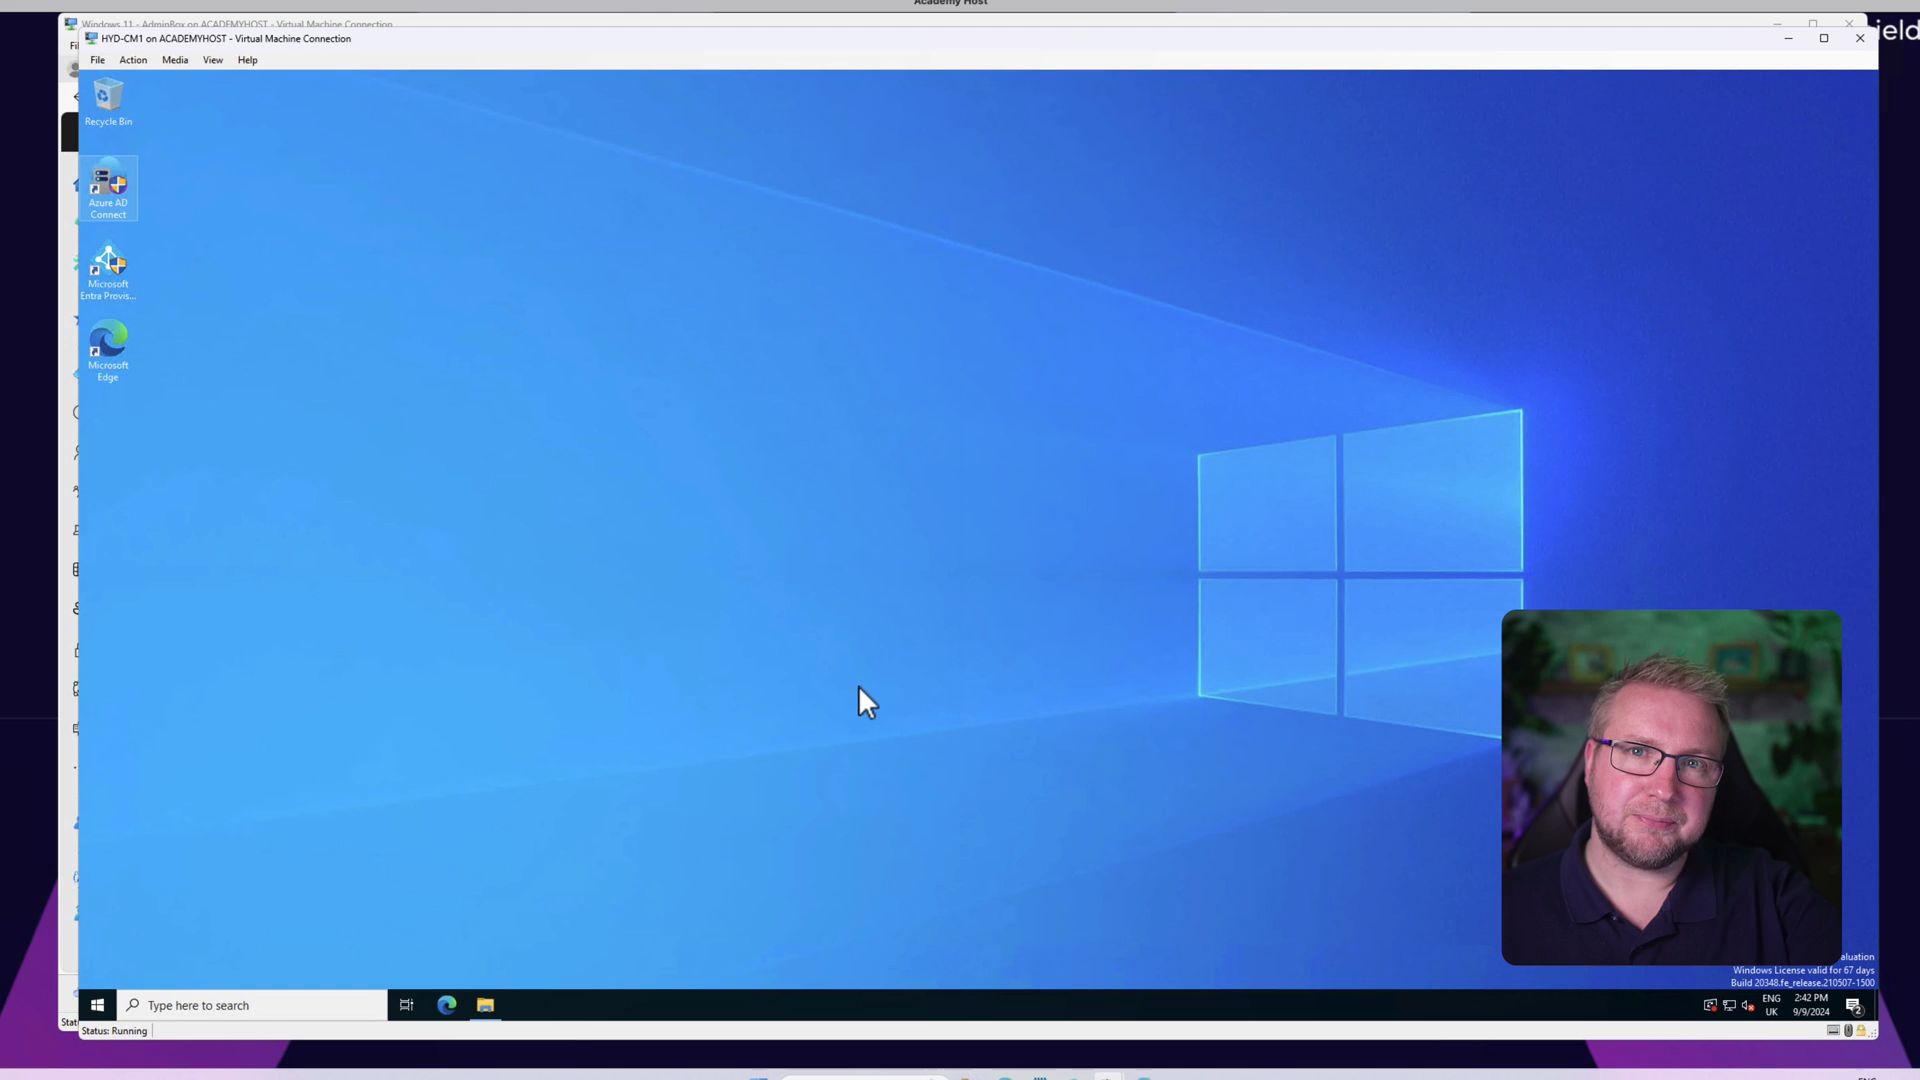 Academy Host
Windows 11 - AdminBox on ACADEMYHOST - Virtual Machine Connection
ield
HYD-CM1 on ACADEMYHOST - Virtual Machine Connection
File Action Media View Help
Recycle Bin
Azure AD
Connect
Microsoft
Entra Provis...
Microsoft
Edge
aluation
Windows License valid for 67 days
Build 20348.fe_release.210507-1500
Type here to search
ENG
UK
2:42 PM
9/9/2024
2
Status: Running